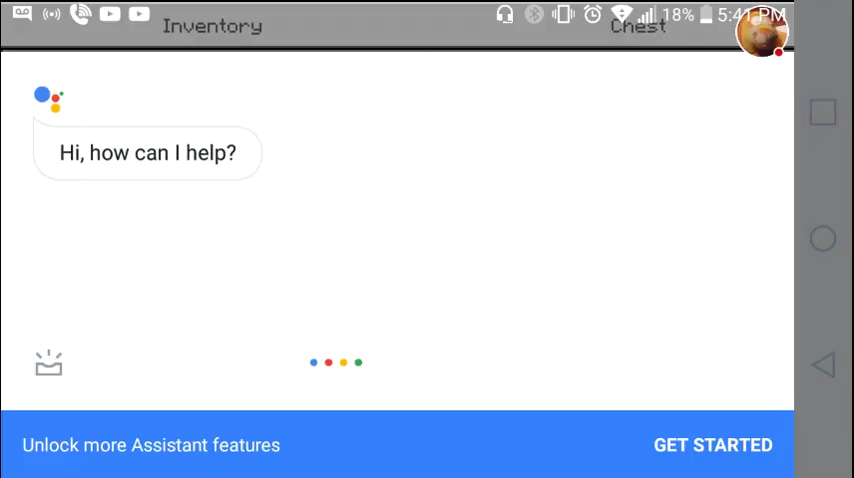 18% 5:41 PM
Inventory Chest
Hi, how can I help?
Unlock more Assistant features GET STARTED